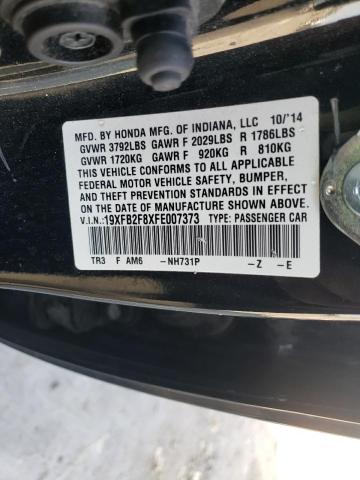 MFD. BY HONDA MFG. OF INDIANA, LLC 10/'14
GVWR 3792LBS GAWR F 2029LBS R 1786LBS
GVWR 1720KG GAWR F 920KG R 810KG
THIS VEHICLE CONFORMS TO ALL APPLICABLE
FEDERAL MOTOR VEHICLE SAFETY, BUMPER,
AND THEFT PREVENTION STANDARDS IN EFFECT
ON THE DATE OF MANUFACTURE SHOWN ABOVE.
V.I.N.:19XFB2F8XFE007373 TYPE: PASSENGER CAR
TR3 F AM6 -NH731P -Z -E